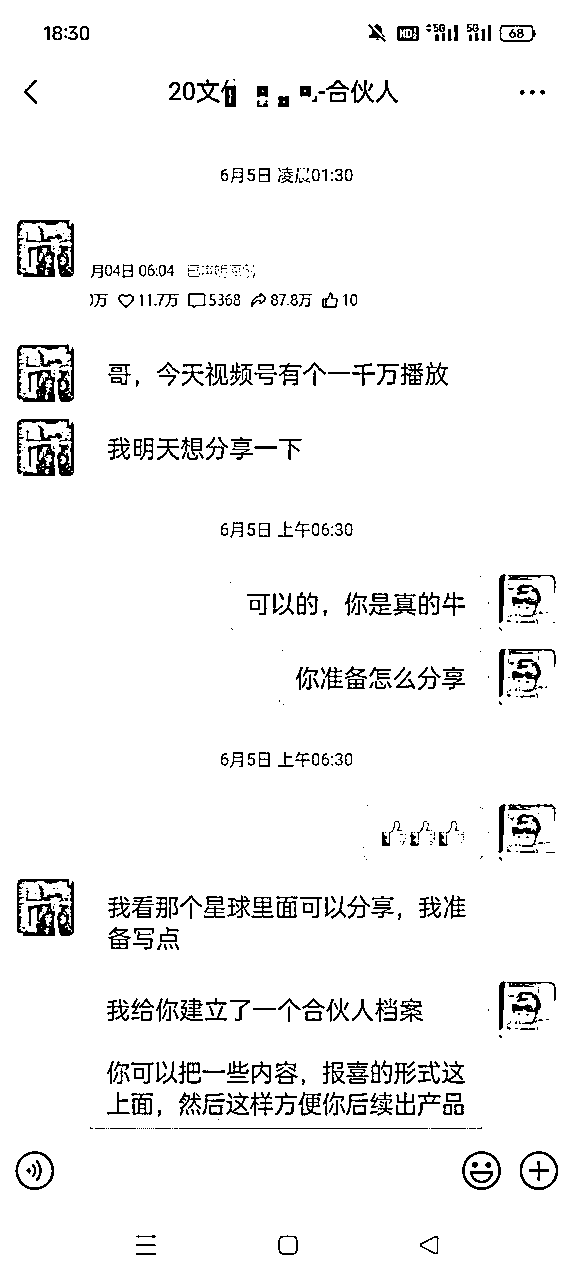 18:30
HD 5G 5G 68
20文 -合伙人
6月5日 凌晨01:30
月04日 06:04
万 11.7万 5368 87.8万 10
哥，今天视频号有个一千万播放
我明天想分享一下
6月5日 上午06:30
可以的，你是真的牛
你准备怎么分享
6月5日 上午06:30
我看那个星球里面可以分享，我准
备写点
我给你建立了一个合伙人档案
你可以把一些内容，报喜的形式这
上面，然后这样方便你后续出产品